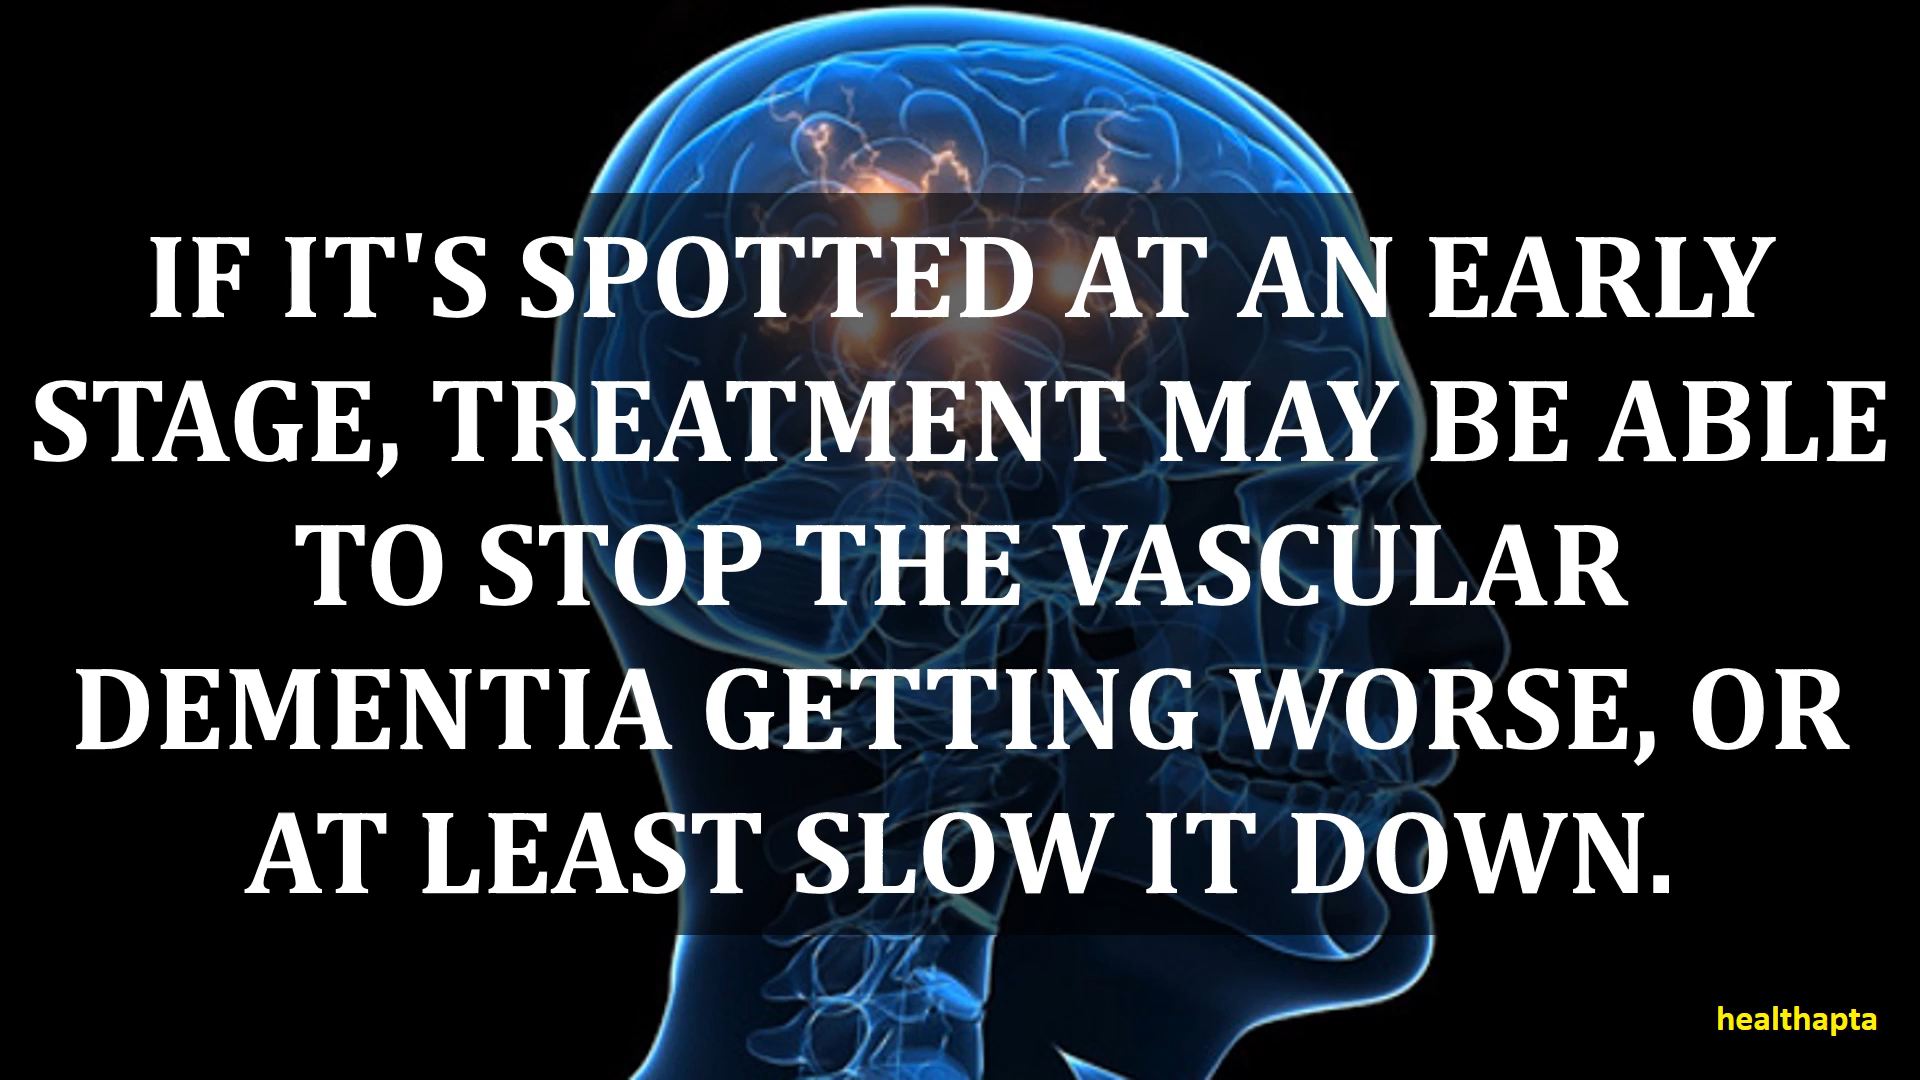 IF IT'S SPOTTED AT AN EARLY
STAGE, TREATMENT MAY BE ABLE
TO STOP THE VASCULAR
DEMENTIA GETTING WORSE, OR
AT LEAST SLOW IT DOWN.
healthapta